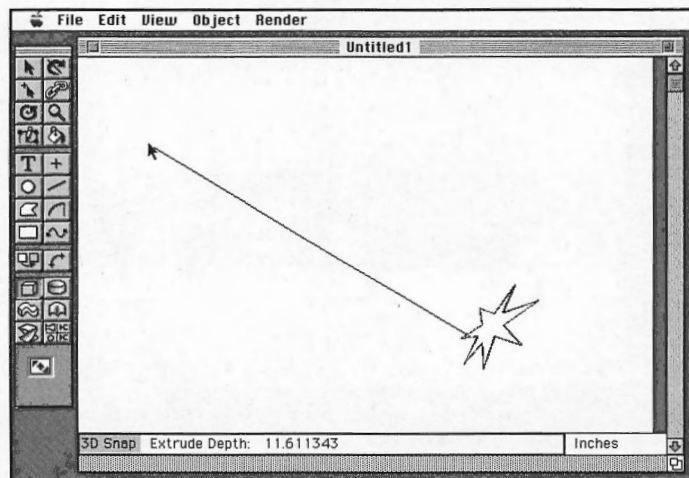 File Edit View Object Render
Untitled1
T
3D Snap Extrude Depth: 11.611343 Inches